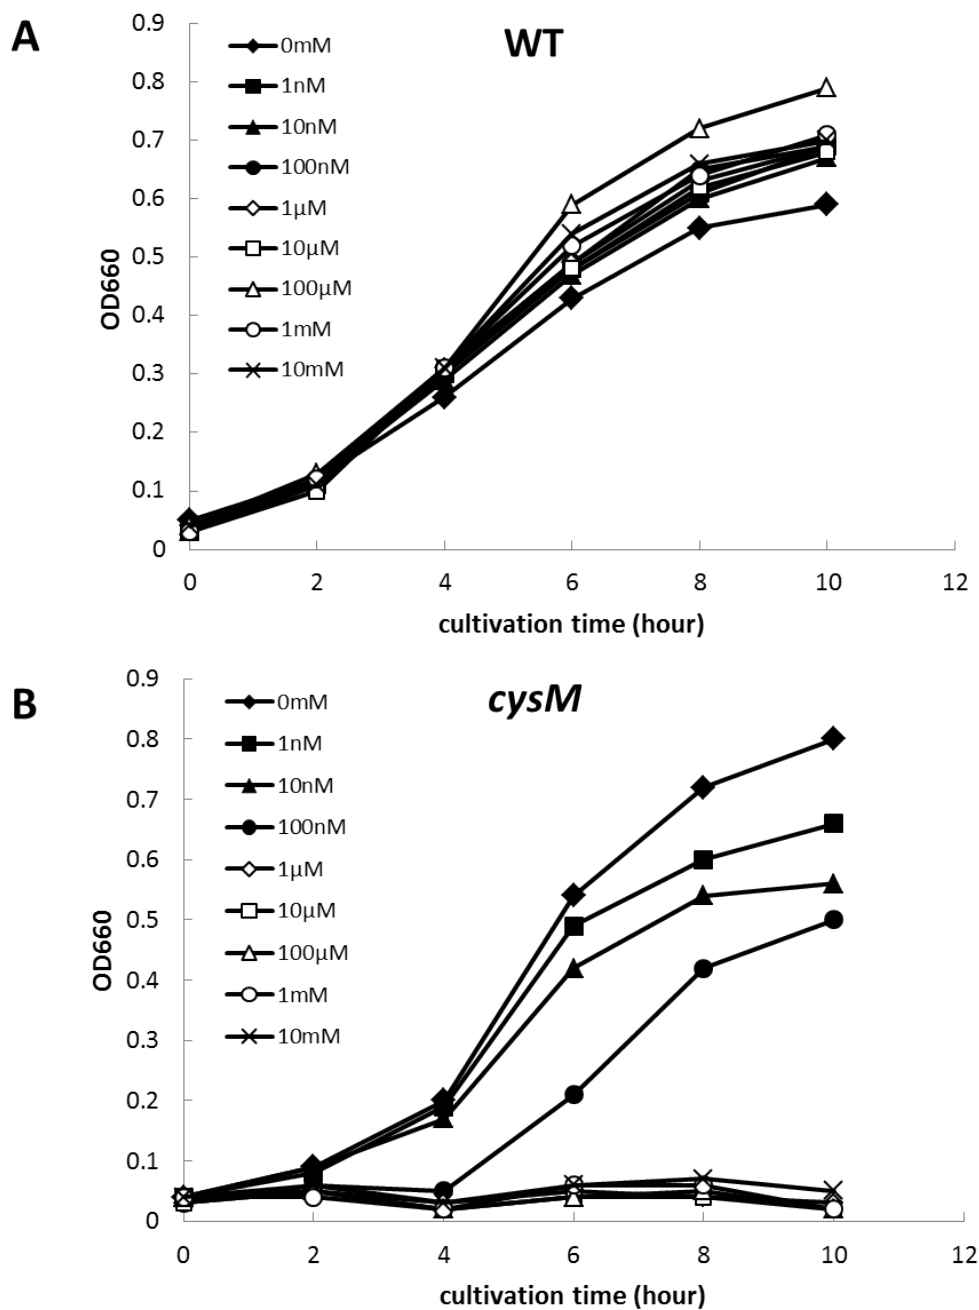 A
WT
0.9
0.8
0.7
0.6
0.5
0.4
0.3
0.2
0.1
0
OD660
0mM
1nM
10nM
100nM
1µM
10µM
100µM
1mM
10mM
0 2 4 6 8 10 12
cultivation time (hour)
B
cysM
0.9
0.8
0.7
0.6
0.5
0.4
0.3
0.2
0.1
0
OD660
0mM
1nM
10nM
100nM
1µM
10µM
100µM
1mM
10mM
0 2 4 6 8 10 12
cultivation time (hour)